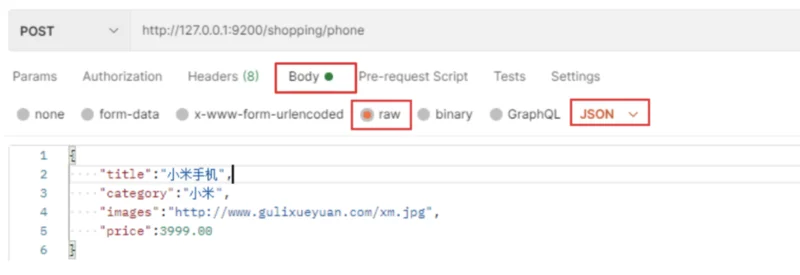 POST http://127.0.0.1:9200/shopping/phone
Params Authorization Headers (8) Body Pre-request Script Tests Settings
none form-data x-www-form-urlencoded raw binary GraphQL JSON
1 {
2 "title":"小米手机",
3 "category":"小米",
4 "images":"http://www.gulixueyuan.com/xm.jpg",
5 "price":3999.00
6 }